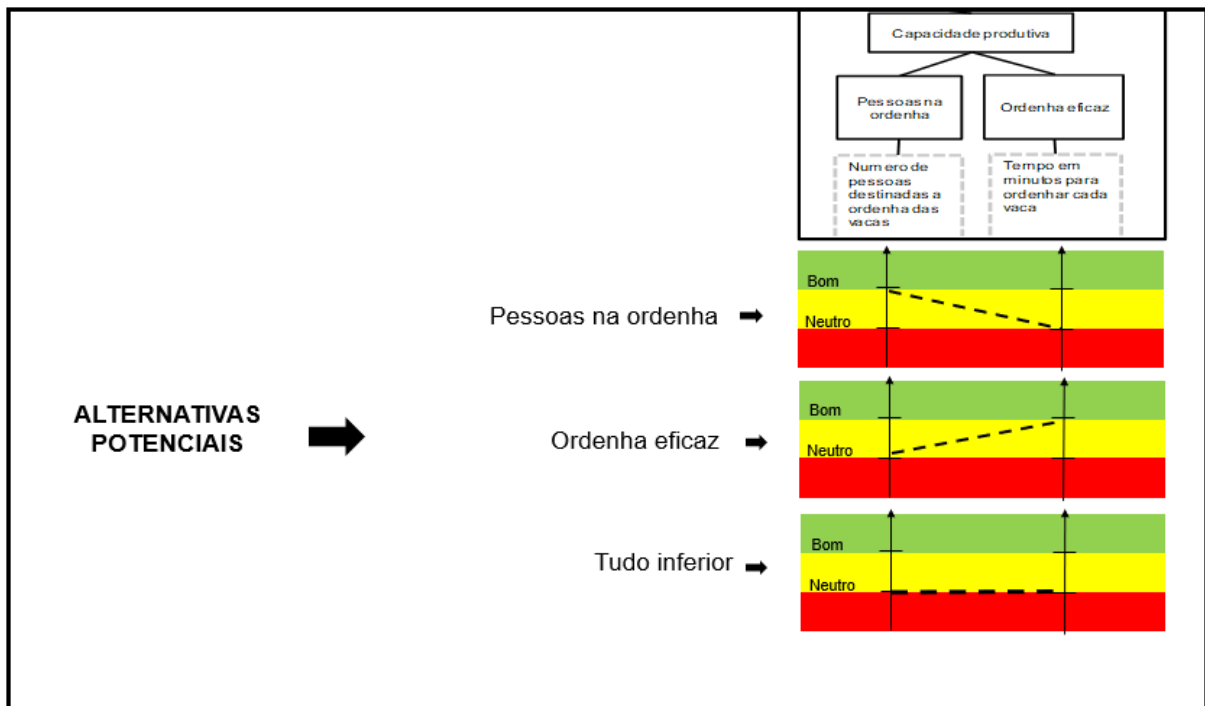 Capacidade produtiva
Pessoas na
ordenha
Ordenha eficaz
Numero de
pessoas
destinadas a
ordenha das
vacas
Tempo em
minutos para
ordenhar cada
vaca
Bom
Neutro
Pessoas na ordenha
ALTERNATIVAS
POTENCIAIS
Bom
Neutro
Ordenha eficaz
Bom
Neutro
Tudo inferior